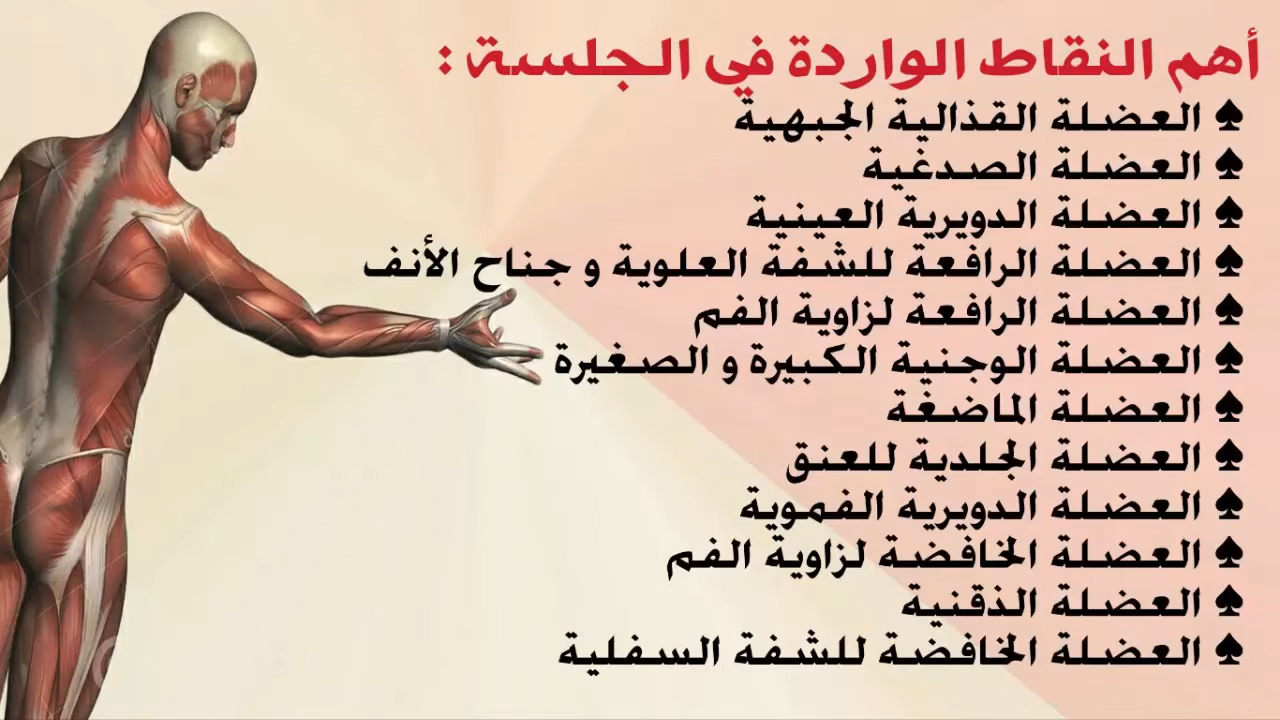 أهم النقاط الواردة في الجلسة :
♠ العضلة القذالية الجبهية
♠ العضلة الصدغية
♠ العضلة الدويرية العينية
♠ العضلة الرافعة للشفة العلوية و جناح الأنف
♠ العضلة الرافعة لزاوية الفم
♠ العضلة الوجنية الكبيرة و الصغيرة
♠ العضلة الماضغة
♠ العضلة الجلدية للعنق
♠ العضلة الدويرية الفموية
♠ العضلة الخافضة لزاوية الفم
♠ العضلة الذقنية
♠ العضلة الخافضة للشفة السفلية